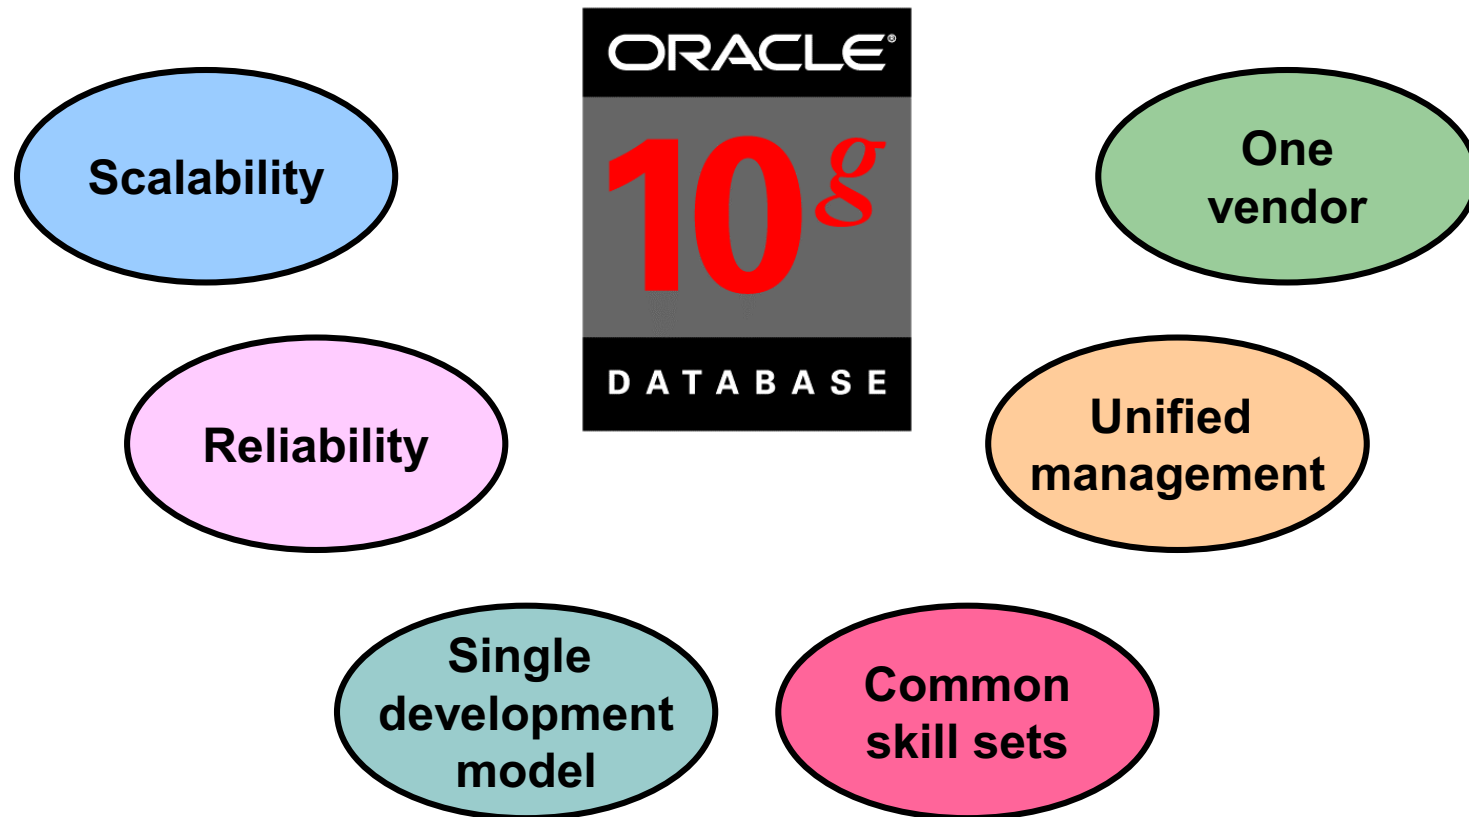 ORACLE®
10g
DATABASE
Scalability
One
vendor
Reliability
Unified
management
Single
development
model
Common
skill sets